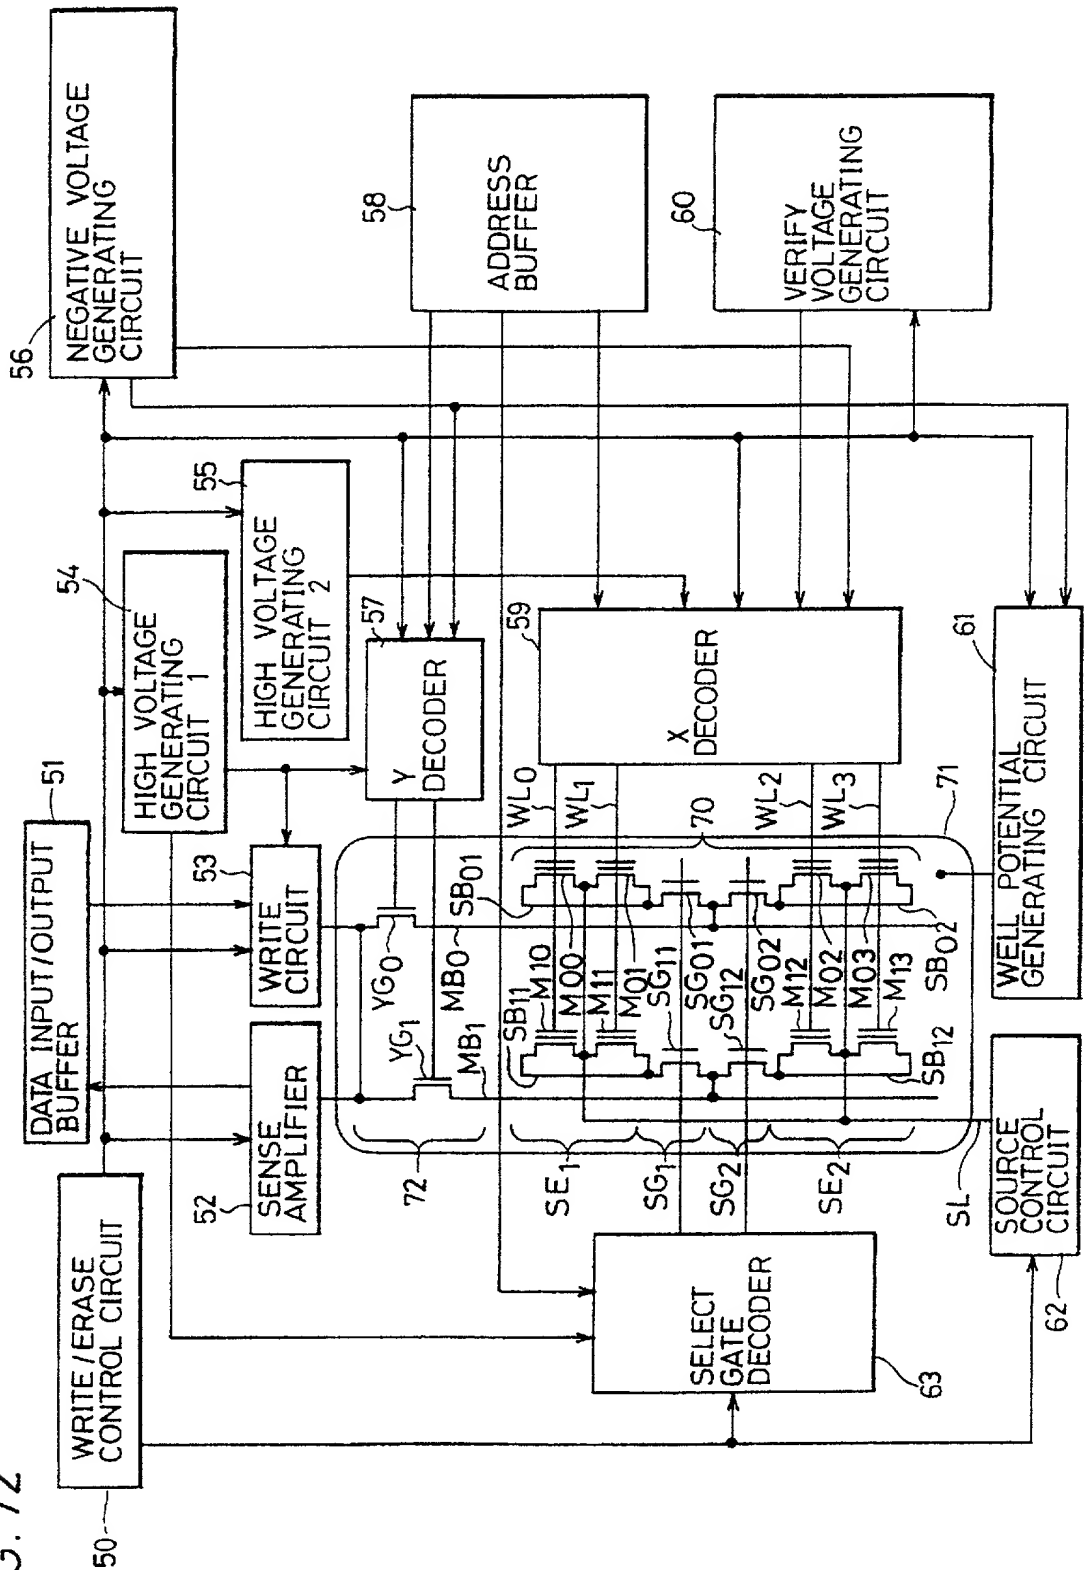 G. 72
50
WRITE/ERASE
CONTROL CIRCUIT
DATA INPUT/OUTPUT
BUFFER
51
52
SENSE
AMPLIFIER
53
WRITE
CIRCUIT
54
HIGH VOLTAGE
GENERATING
CIRCUIT 1
55
HIGH VOLTAGE
GENERATING
CIRCUIT 2
56
NEGATIVE VOLTAGE
GENERATING
CIRCUIT
57
Y
DECODER
58
ADDRESS
BUFFER
59
X
DECODER
60
VERIFY
VOLTAGE
GENERATING
CIRCUIT
61
WELL POTENTIAL
GENERATING CIRCUIT
62
SOURCE
CONTROL
CIRCUIT
63
SELECT
GATE
DECODER
70
71
72
YG0
YG1
MB0
MB1
SB01
SB11
SB02
SB12
WL0
WL1
WL2
WL3
M10
M00
M11
M01
SG11
SG01
SG12
SG02
M12
M02
M03
M13
SE1
SG1
SG2
SE2
SL